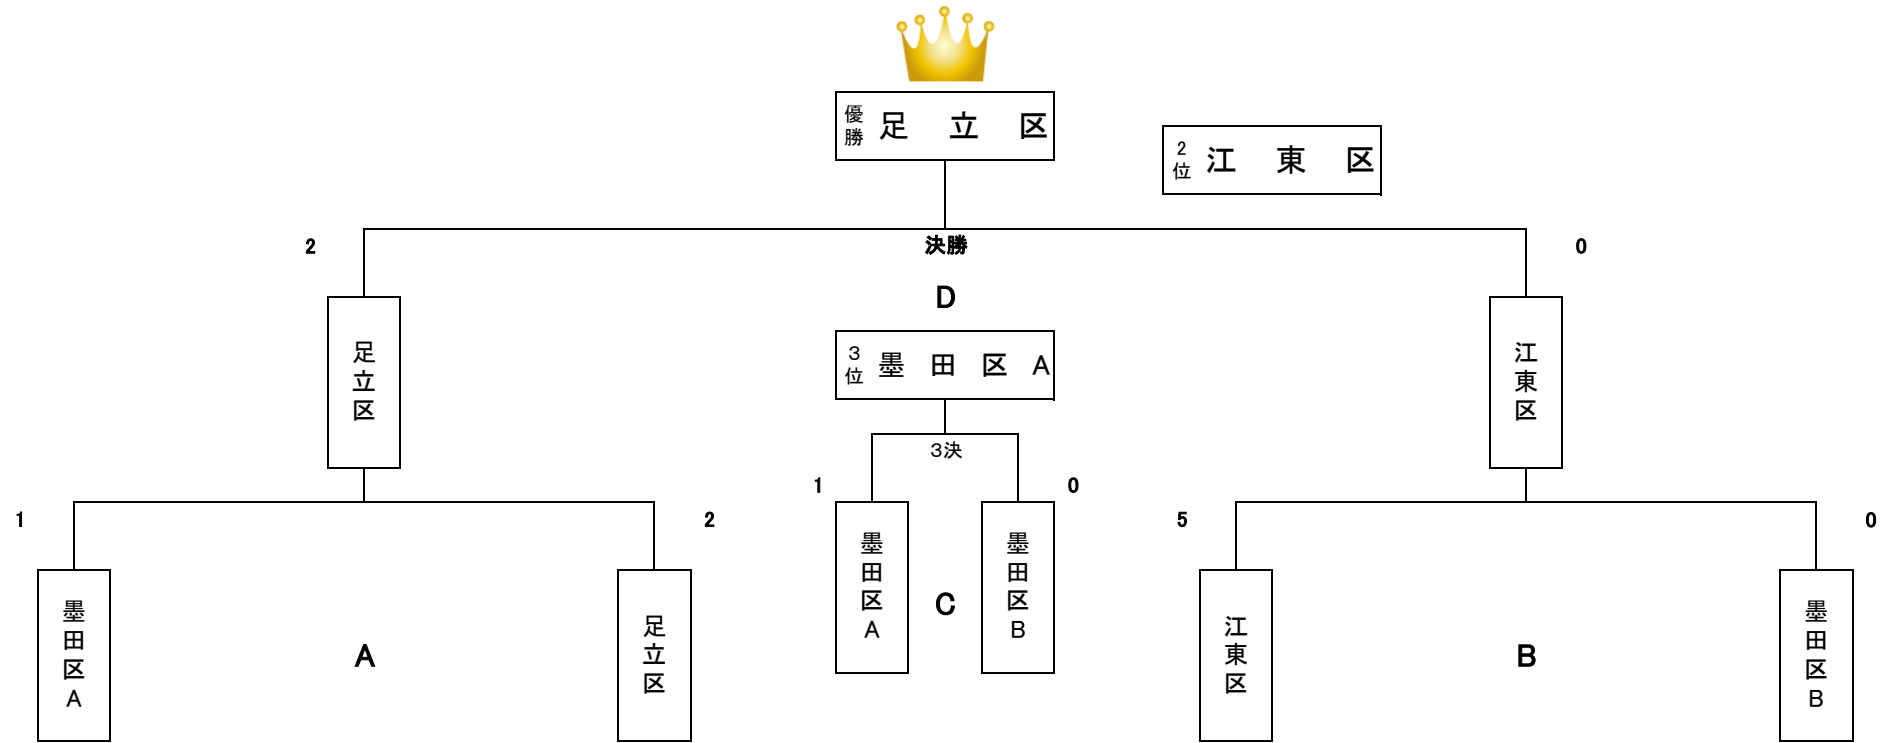 優勝 足 立 区
2位 江 東 区
2
決勝
0
D
足立区
3位 墨 田 区 A
江東区
3決
1
0
1
2
5
0
墨田区A
墨田区B
C
墨田区A
A
足立区
江東区
B
墨田区B